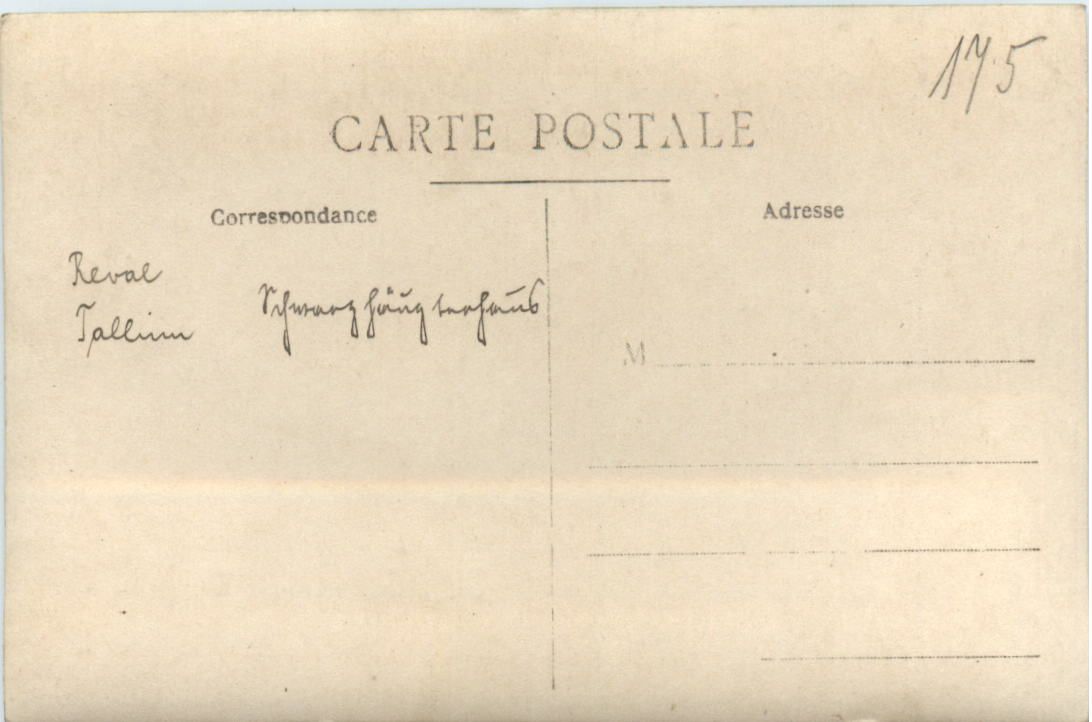 175
CARTE POSTALE
Correspondance
Adresse
Reval
Tallinn
Schwarzhäupterhaus
M